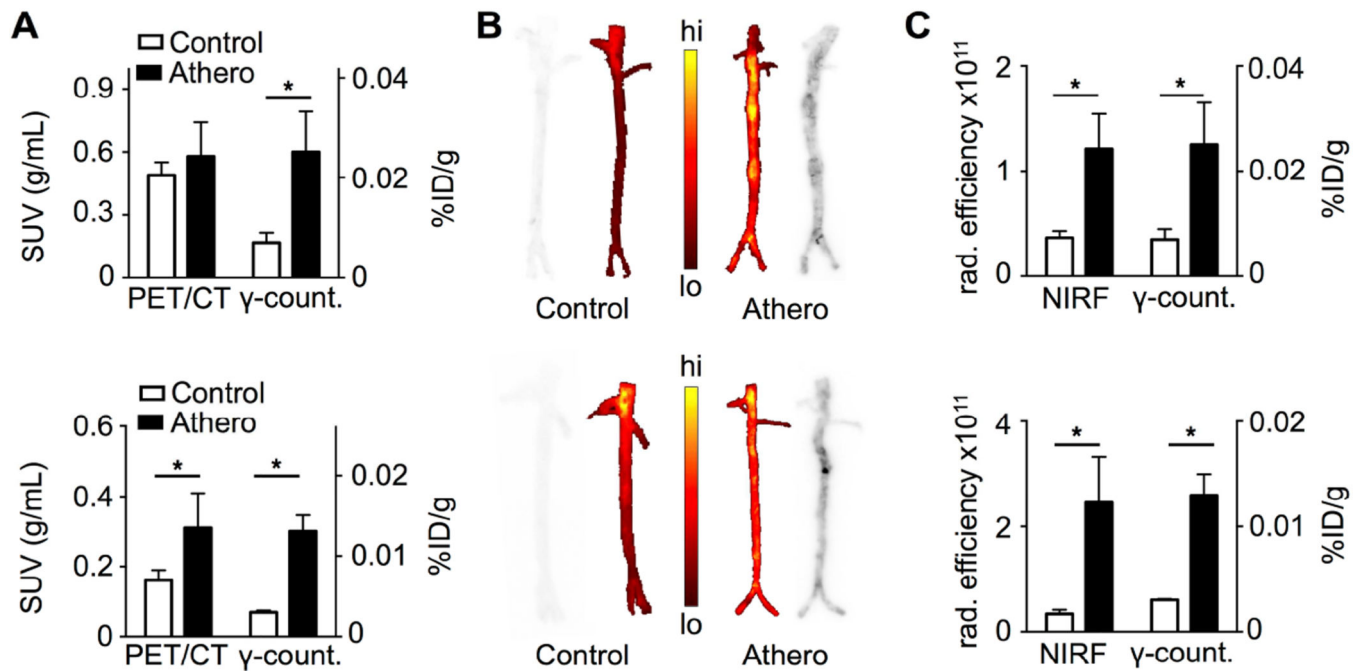 A
Control
Athero
SUV (g/mL)
0.9
0.6
0.3
0
*
0.04
0.02
0
%ID/g
PET/CT γ-count.
B
hi
lo
Control
Athero
C
rad. efficiency x10¹¹
2
1
0
*
*
0.04
0.02
0
%ID/g
NIRF γ-count.
Control
Athero
SUV (g/mL)
0.6
0.4
0.2
0
*
*
0.02
0.01
0.00
%ID/g
PET/CT γ-count.
hi
lo
Control
Athero
rad. efficiency x10¹¹
4
2
0
*
*
0.02
0.01
0
%ID/g
NIRF γ-count.